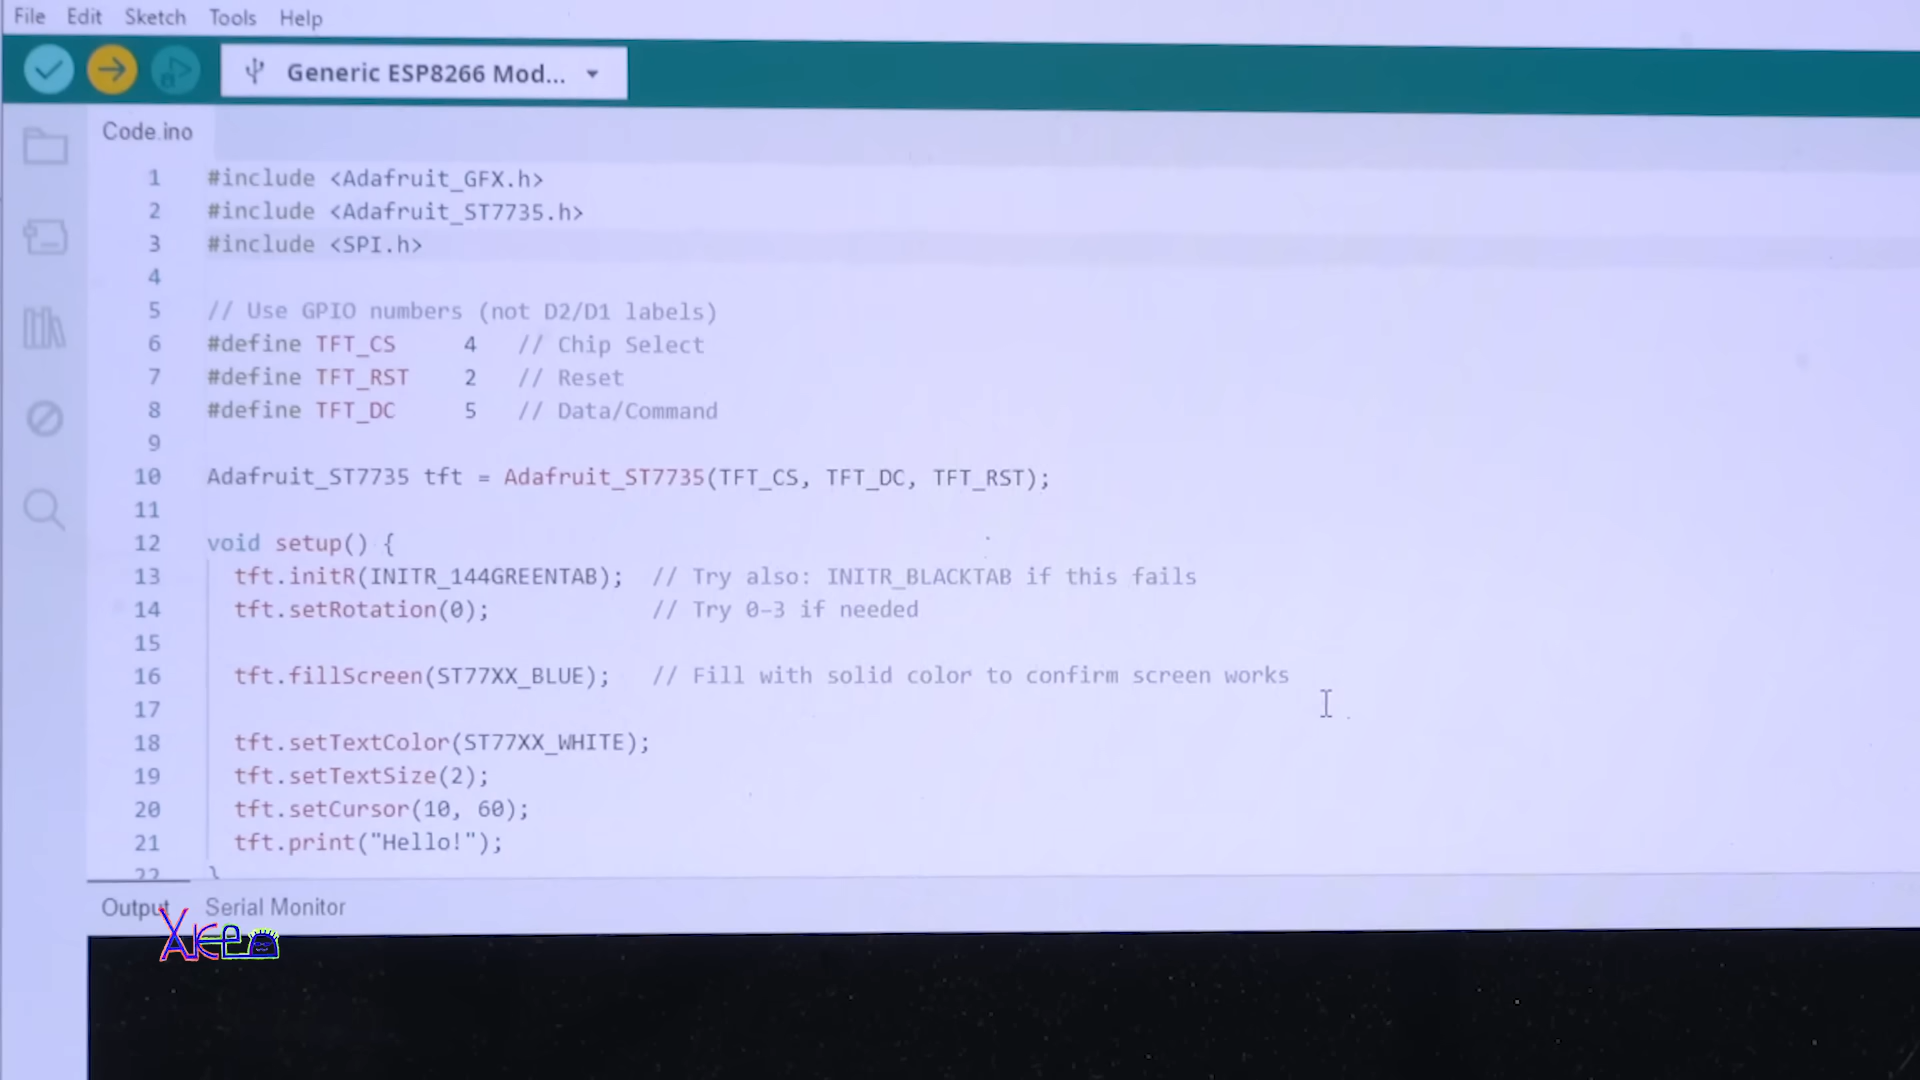 File Edit Sketch Tools Help
Generic ESP8266 Mod...
Code.ino
1 #include <Adafruit_GFX.h>
2 #include <Adafruit_ST7735.h>
3 #include <SPI.h>
4
5 // Use GPIO numbers (not D2/D1 labels)
6 #define TFT_CS 4 // Chip Select
7 #define TFT_RST 2 // Reset
8 #define TFT_DC 5 // Data/Command
9
10 Adafruit_ST7735 tft = Adafruit_ST7735(TFT_CS, TFT_DC, TFT_RST);
11
12 void setup() {
13 tft.initR(INITR_144GREENTAB); // Try also: INITR_BLACKTAB if this fails
14 tft.setRotation(0); // Try 0-3 if needed
15
16 tft.fillScreen(ST77XX_BLUE); // Fill with solid color to confirm screen works
17
18 tft.setTextColor(ST77XX_WHITE);
19 tft.setTextSize(2);
20 tft.setCursor(10, 60);
21 tft.print("Hello!");
22 }
Output Serial Monitor